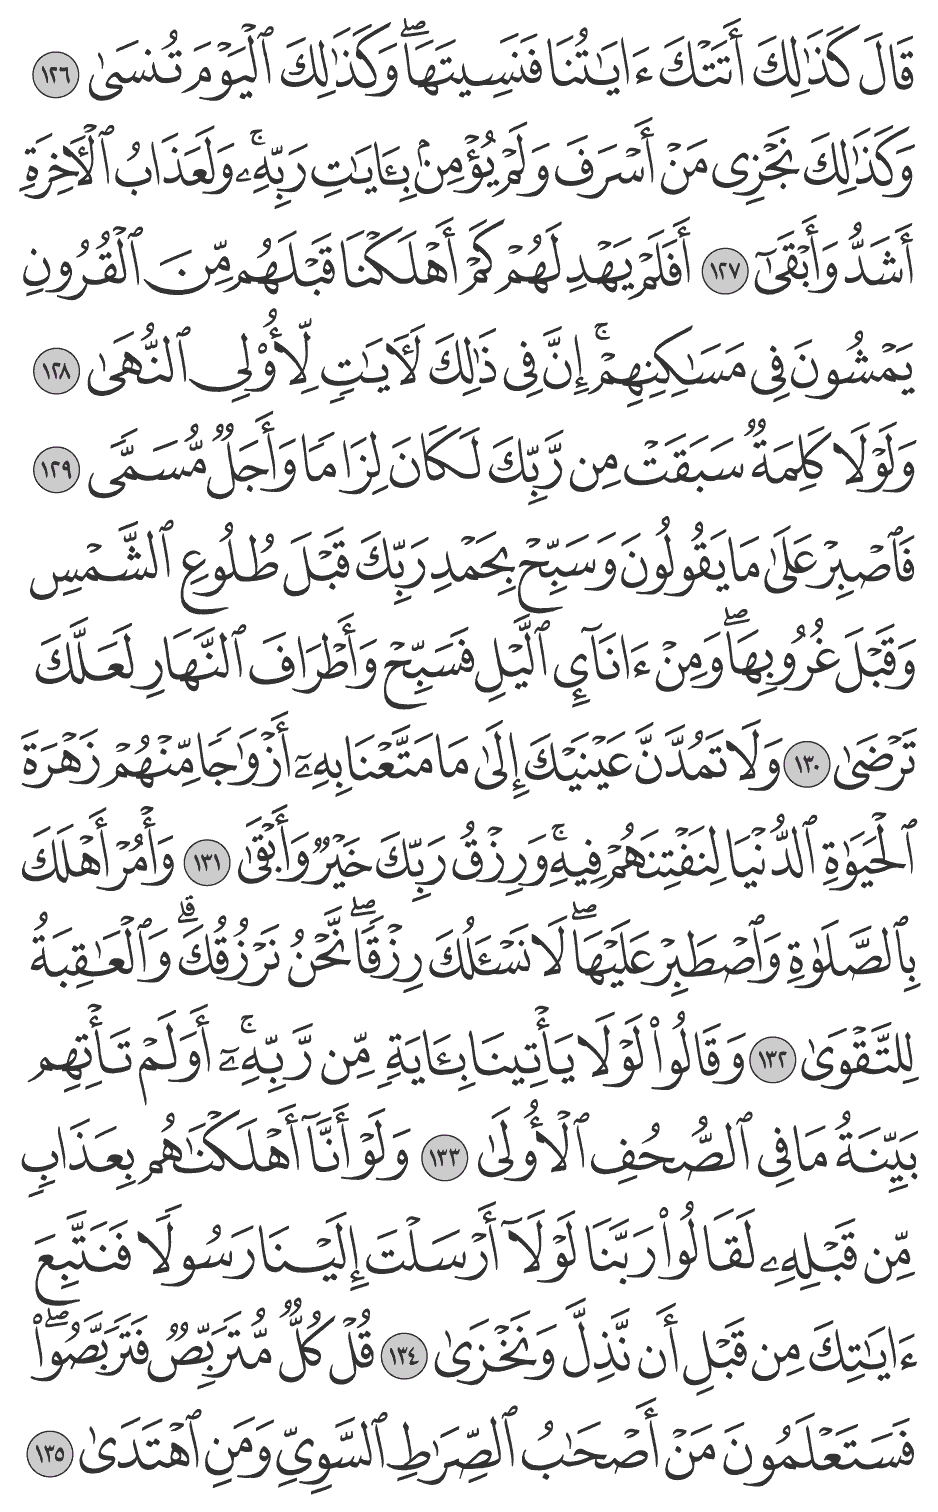 قَالَ كَذَٰلِكَ أَتَتْكَ ءَايَٰتُنَا فَنَسِيتَهَاۖ وَكَذَٰلِكَ ٱلْيَوْمَ تُنسَىٰ ١٢٦
وَكَذَٰلِكَ نَجْزِى مَنْ أَسْرَفَ وَلَمْ يُؤْمِنۢ بِـَٔايَٰتِ رَبِّهِۦۚ وَلَعَذَابُ ٱلْأَخِرَةِ
أَشَدُّ وَأَبْقَىٰٓ ١٢٧ أَفَلَمْ يَهْدِ لَهُمْ كَمْ أَهْلَكْنَا قَبْلَهُم مِّنَ ٱلْقُرُونِ
يَمْشُونَ فِى مَسَٰكِنِهِمْۚ إِنَّ فِى ذَٰلِكَ لَأَيَٰتٍ لِّأُو۟لِى ٱلنُّهَىٰ ١٢٨
وَلَوْلَا كَلِمَةٌ سَبَقَتْ مِن رَّبِّكَ لَكَانَ لِزَامًا وَأَجَلٌ مُّسَمًّى ١٢٩
فَٱصْبِرْ عَلَىٰ مَا يَقُولُونَ وَسَبِّحْ بِحَمْدِ رَبِّكَ قَبْلَ طُلُوعِ ٱلشَّمْسِ
وَقَبْلَ غُرُوبِهَاۖ وَمِنْ ءَانَآئِ ٱلَّيْلِ فَسَبِّحْ وَأَطْرَافَ ٱلنَّهَارِ لَعَلَّكَ
تَرْضَىٰ ١٣٠ وَلَا تَمُدَّنَّ عَيْنَيْكَ إِلَىٰ مَا مَتَّعْنَا بِهِۦٓ أَزْوَٰجًا مِّنْهُمْ زَهْرَةَ
ٱلْحَيَوٰةِ ٱلدُّنْيَا لِنَفْتِنَهُمْ فِيهِۚ وَرِزْقُ رَبِّكَ خَيْرٌ وَأَبْقَىٰ ١٣١ وَأْمُرْ أَهْلَكَ
بِٱلصَّلَوٰةِ وَٱصْطَبِرْ عَلَيْهَاۖ لَا نَسْـَٔلُكَ رِزْقًاۖ نَّحْنُ نَرْزُقُكَۗ وَٱلْعَٰقِبَةُ
لِلتَّقْوَىٰ ١٣٢ وَقَالُوا۟ لَوْلَا يَأْتِينَا بِـَٔايَةٍ مِّن رَّبِّهِۦٓۚ أَوَلَمْ تَأْتِهِم
بَيِّنَةُ مَا فِى ٱلصُّحُفِ ٱلْأُولَىٰ ١٣٣ وَلَوْ أَنَّآ أَهْلَكْنَٰهُم بِعَذَابٍ
مِّن قَبْلِهِۦ لَقَالُوا۟ رَبَّنَا لَوْلَآ أَرْسَلْتَ إِلَيْنَا رَسُولًا فَنَتَّبِعَ
ءَايَٰتِكَ مِن قَبْلِ أَن نَّذِلَّ وَنَخْزَىٰ ١٣٤ قُلْ كُلٌّ مُّتَرَبِّصٌ فَتَرَبَّصُوا۟ۖ
فَسَتَعْلَمُونَ مَنْ أَصْحَٰبُ ٱلصِّرَٰطِ ٱلسَّوِىِّ وَمَنِ ٱهْتَدَىٰ ١٣٥